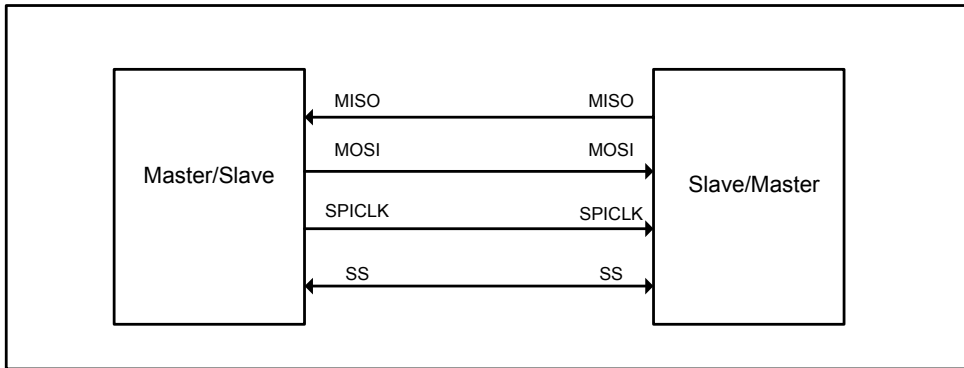 MISO MISO
MOSI MOSI
Master/Slave Slave/Master
SPICLK SPICLK
SS SS